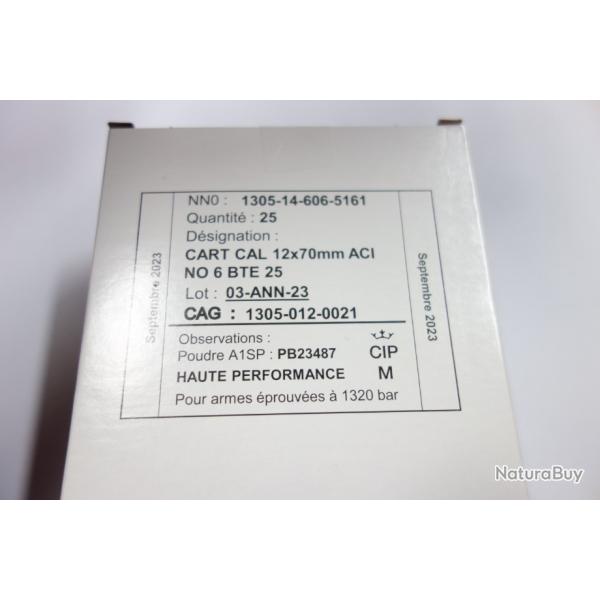 NNO : 1305-14-606-5161
Quantité : 25
Désignation :
CART CAL 12x70mm ACI
NO 6 BTE 25
Lot : 03-ANN-23
CAG : 1305-012-0021
Observations :
Poudre A1SP : PB23487
CIP
HAUTE PERFORMANCE
M
Pour armes éprouvées à 1320 bar
Septembre 2023
Septembre 2023
NaturaBuy